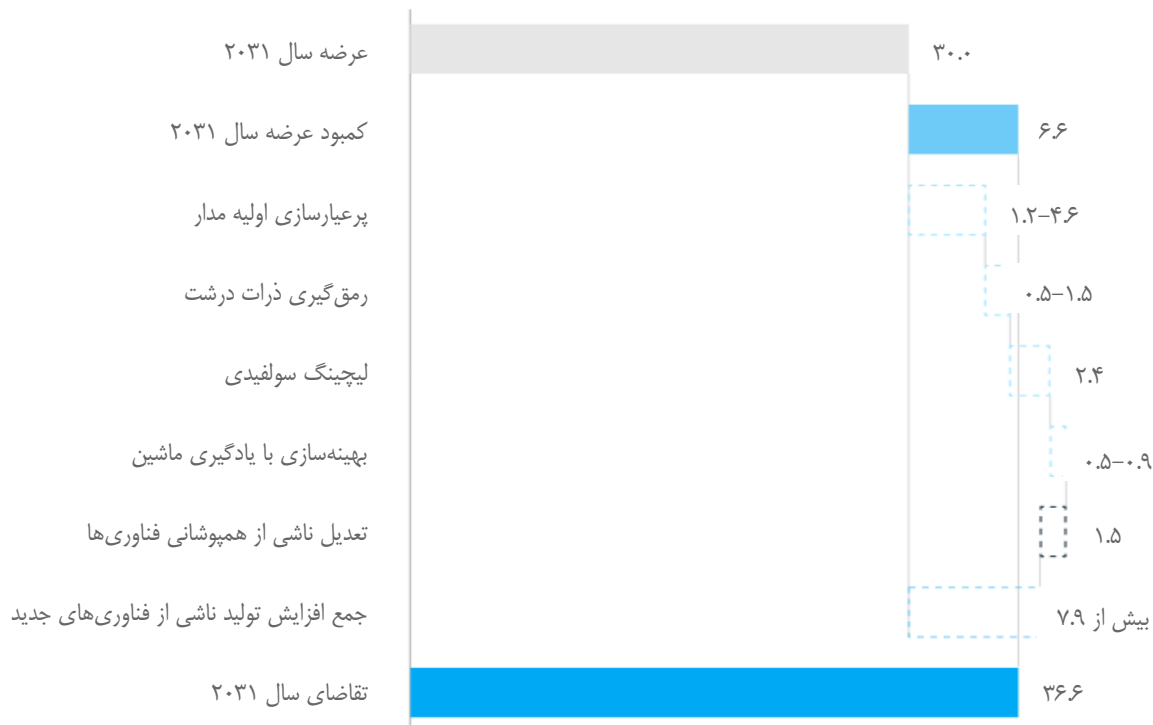 عرضه سال ۲۰۳۱
۳۰.۰
کمبود عرضه سال ۲۰۳۱
۶.۶
پرعیارسازی اولیه مدار
۱.۲–۴.۶
رمق‌گیری ذرات درشت
۰.۵–۱.۵
لیچینگ سولفیدی
۲.۴
بهینه‌سازی با یادگیری ماشین
۰.۵–۰.۹
تعدیل ناشی از همپوشانی فناوری‌ها
۱.۵
جمع افزایش تولید ناشی از فناوری‌های جدید
بیش از ۷.۹
تقاضای سال ۲۰۳۱
۳۶.۶